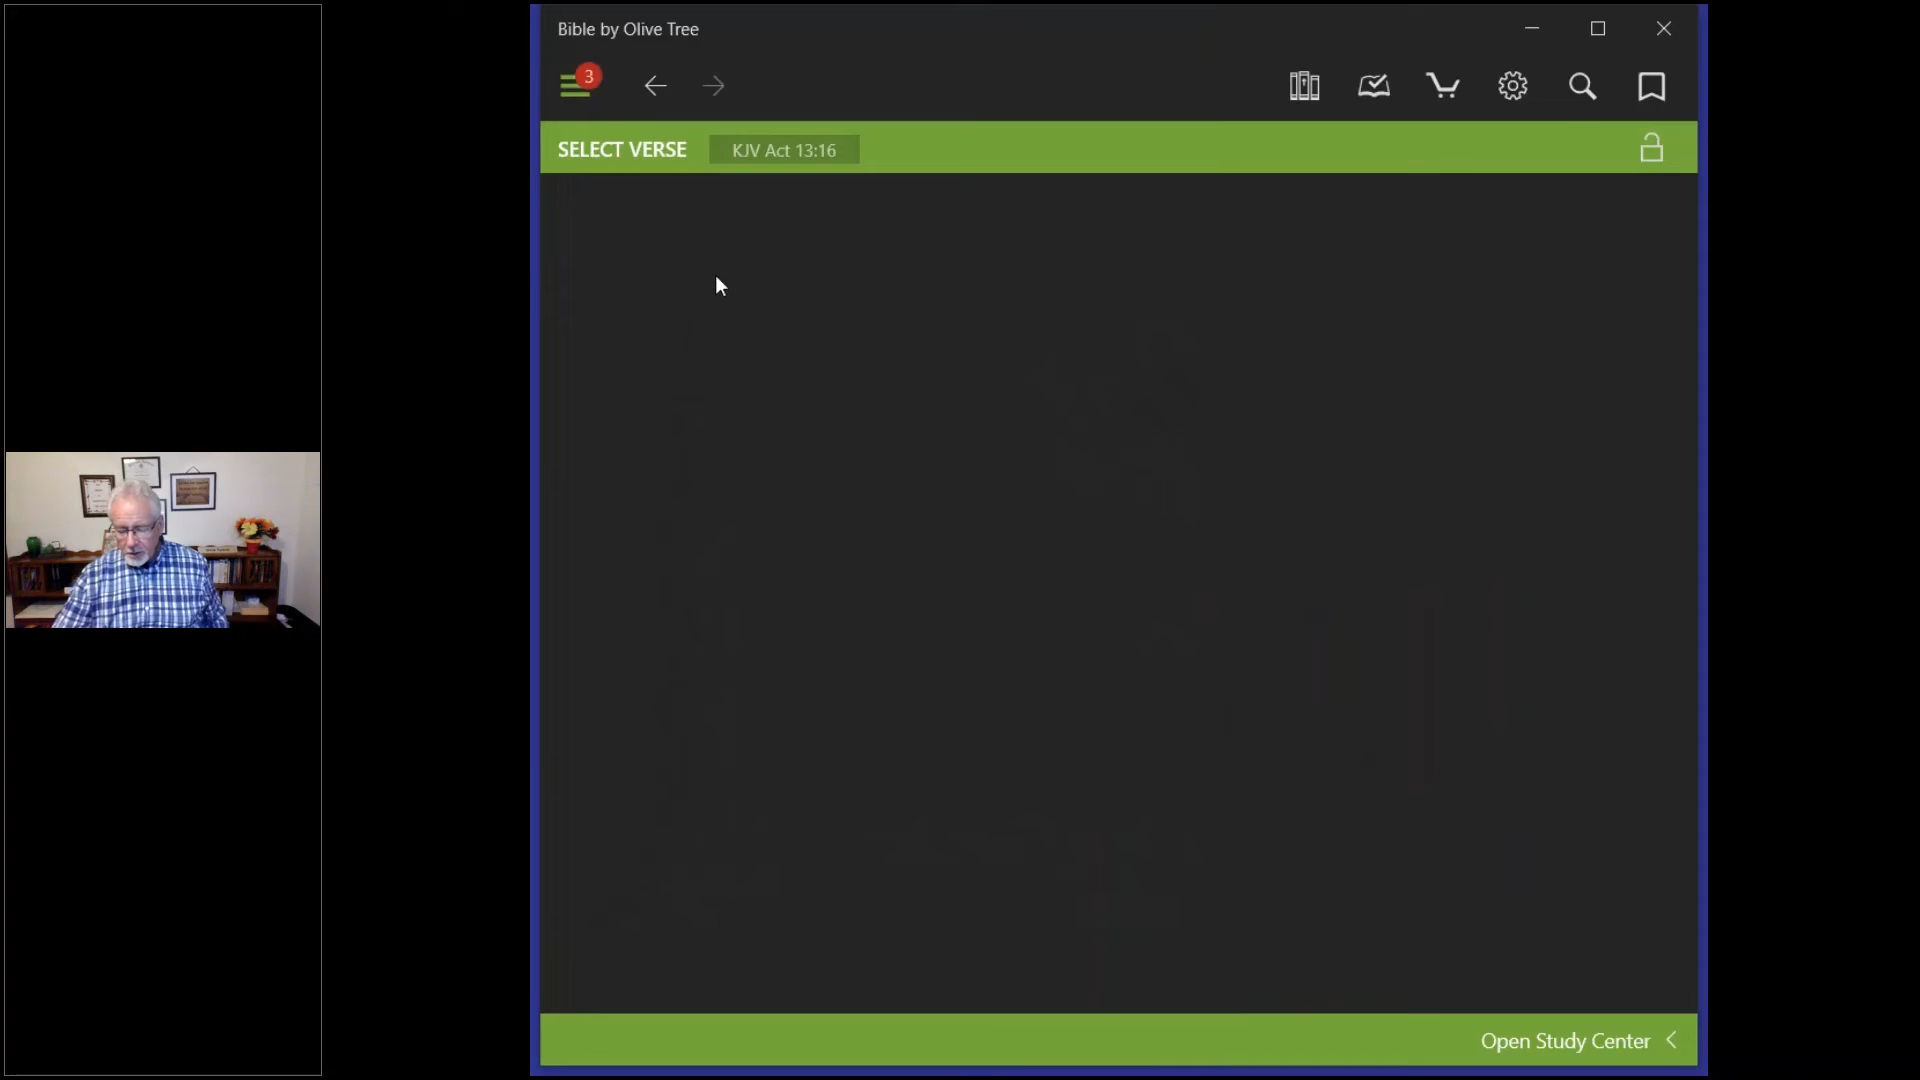 Bible by Olive Tree
3
SELECT VERSE
KJV Act 13:16
Open Study Center